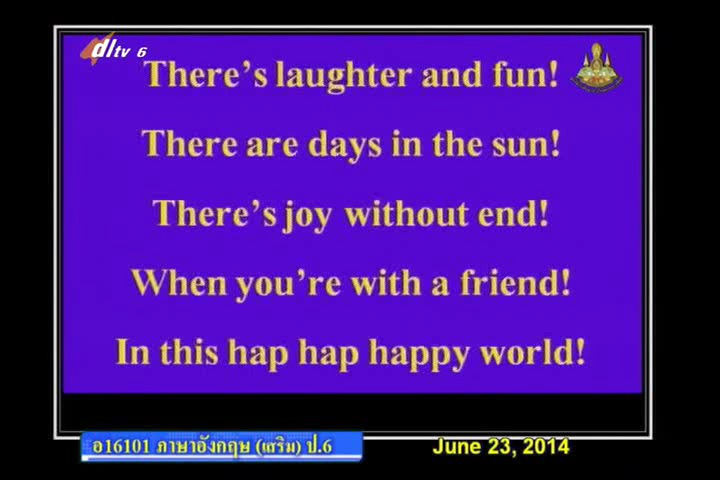 dltv 6
There's laughter and fun!
There are days in the sun!
There's joy without end!
When you're with a friend!
In this hap hap happy world!
อ16101 ภาษาอังกฤษ (เสริม) ป.6
June 23, 2014